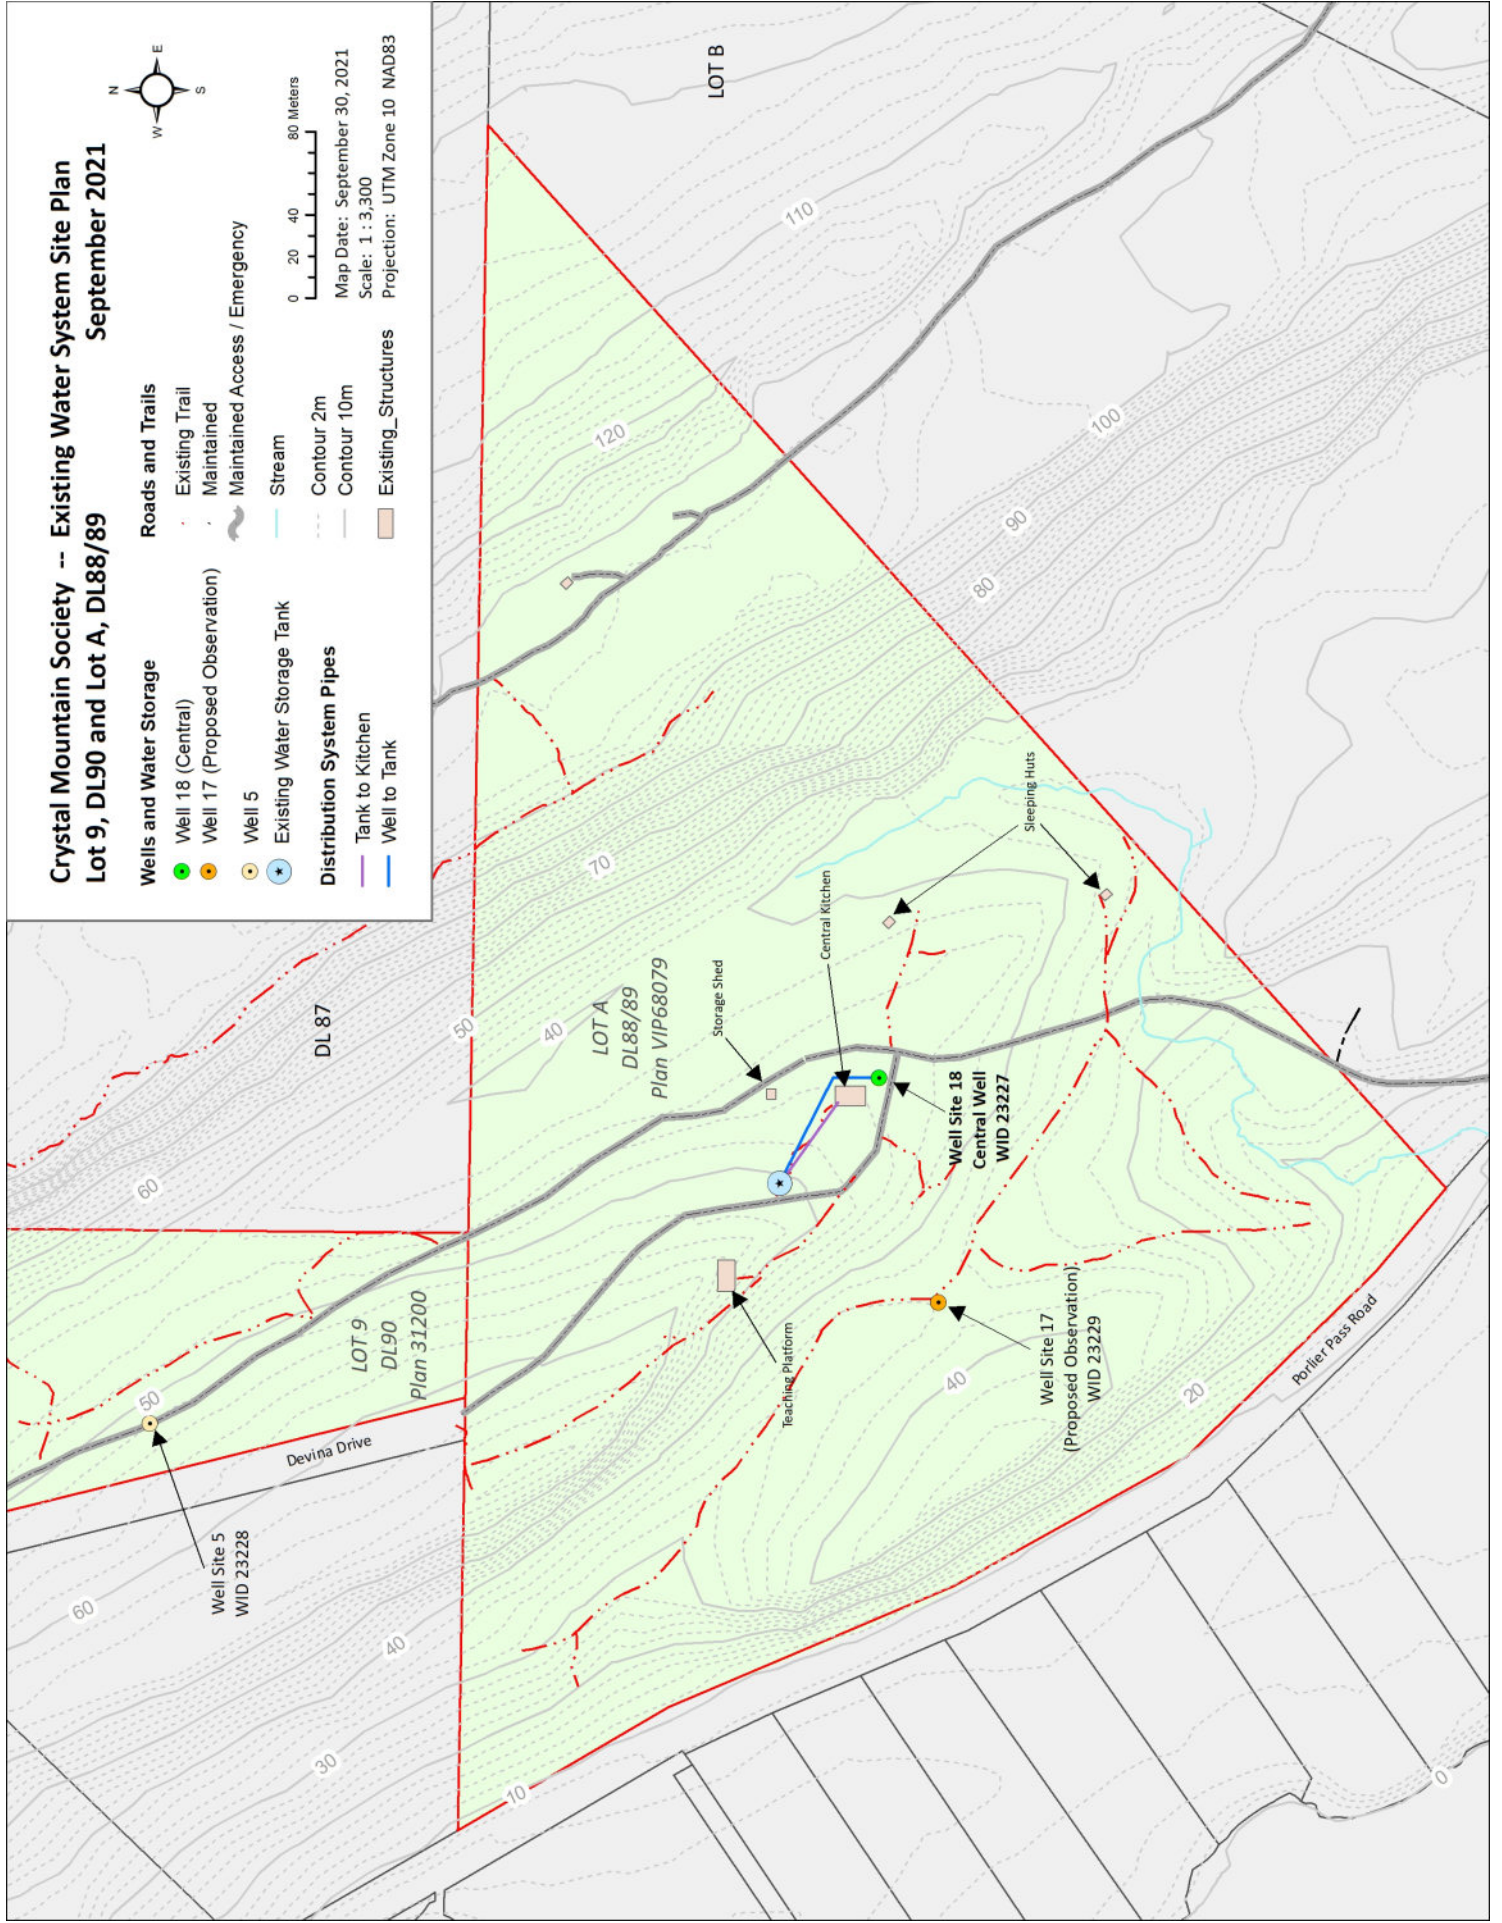 Crystal Mountain Society -- Existing Water System Site Plan
Lot 9, DL90 and Lot A, DL88/89 September 2021
Wells and Water Storage
Well 18 (Central)
Well 17 (Proposed Observation)
Well 5
Existing Water Storage Tank
Distribution System Pipes
Tank to Kitchen
Well to Tank
Roads and Trails
Existing Trail
Maintained
Maintained Access / Emergency
Stream
Contour 2m
Contour 10m
Existing_Structures
N
W
E
S
0 20 40 80 Meters
Map Date: September 30, 2021
Scale: 1 : 3,300
Projection: UTM Zone 10 NAD83
LOT B
110
120
100
90
80
70
DL 87
60
50
40
LOT A
DL88/89
Plan VIP68079
Storage Shed
Central Kitchen
Sleeping Huts
Well Site 18
Central Well
WID 23227
LOT 9
DL90
Plan 31200
50
Devina Drive
Teaching Platform
Well Site 17
(Proposed Observation)
WID 23229
40
20
Porlier Pass Road
Well Site 5
WID 23228
60
40
30
10
0